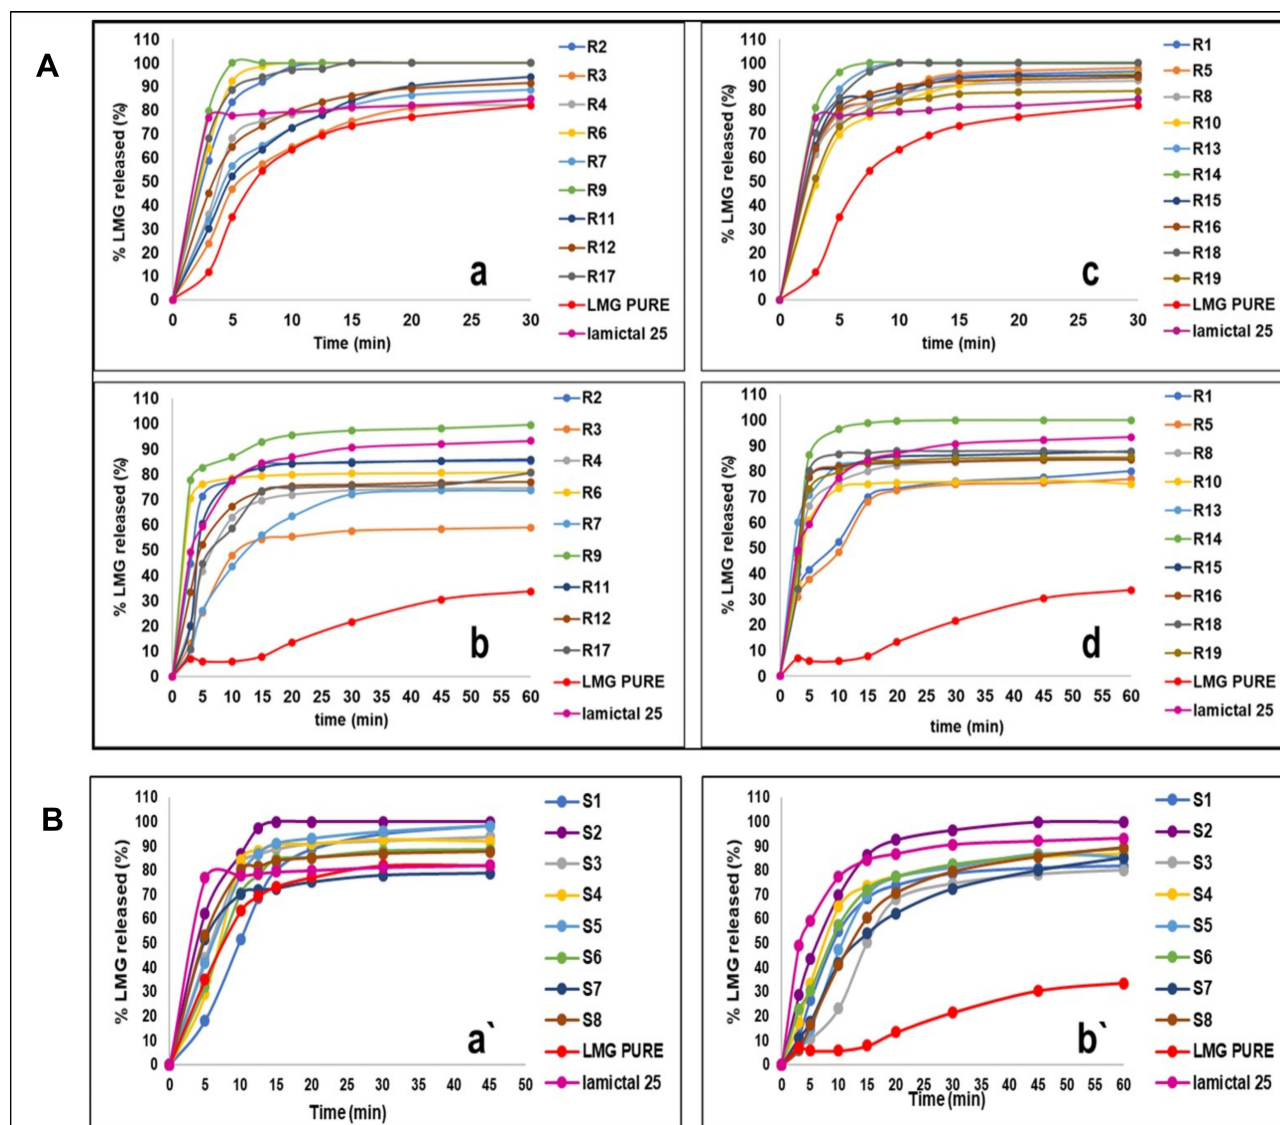 A
110
100
90
80
70
60
50
40
30
20
10
0
% LMG released (%)
0 5 10 15 20 25 30
Time (min)
a
R2
R3
R4
R6
R7
R9
R11
R12
R17
LMG PURE
lamictal 25
110
100
90
80
70
60
50
40
30
20
10
0
% LMG released (%)
0 5 10 15 20 25 30
time (min)
c
R1
R5
R8
R10
R13
R14
R15
R16
R18
R19
LMG PURE
lamictal 25
110
100
90
80
70
60
50
40
30
20
10
0
% LMG released (%)
0 5 10 15 20 25 30 35 40 45 50 55 60
time (min)
b
R2
R3
R4
R6
R7
R9
R11
R12
R17
LMG PURE
lamictal 25
110
100
90
80
70
60
50
40
30
20
10
0
% LMG released (%)
0 5 10 15 20 25 30 35 40 45 50 55 60
time (min)
d
R1
R5
R8
R10
R13
R14
R15
R16
R18
R19
LMG PURE
lamictal 25
B
110
100
90
80
70
60
50
40
30
20
10
0
% LMG released (%)
0 5 10 15 20 25 30 35 40 45 50
Time (min)
a`
S1
S2
S3
S4
S5
S6
S7
S8
LMG PURE
lamictal 25
110
100
90
80
70
60
50
40
30
20
10
0
% LMG released (%)
0 5 10 15 20 25 30 35 40 45 50 55 60
Time (min)
b`
S1
S2
S3
S4
S5
S6
S7
S8
LMG PURE
lamictal 25